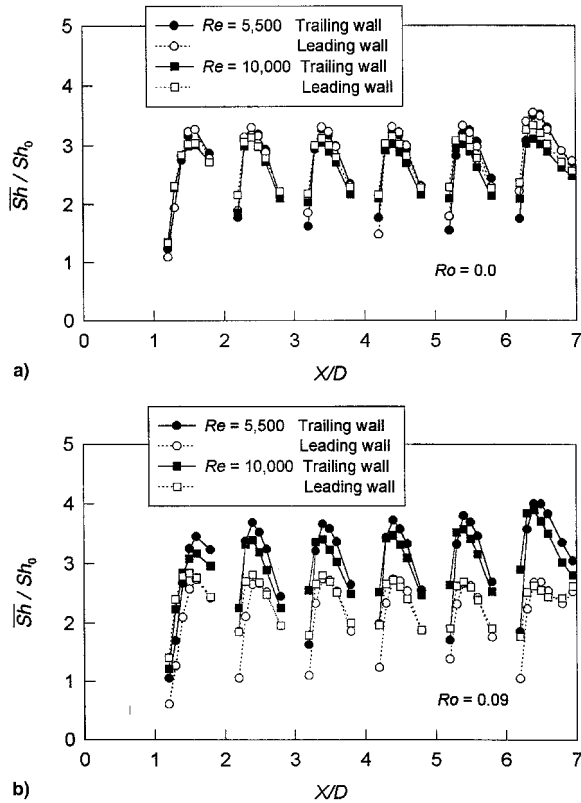 a)
Re = 5,500 Trailing wall
Leading wall
Re = 10,000 Trailing wall
Leading wall
5
4
3
2
1
0
Sh / Sh0
Ro = 0.0
0 1 2 3 4 5 6 7
X/D
b)
Re = 5,500 Trailing wall
Leading wall
Re = 10,000 Trailing wall
Leading wall
5
4
3
2
1
0
Sh / Sh0
Ro = 0.09
0 1 2 3 4 5 6 7
X/D